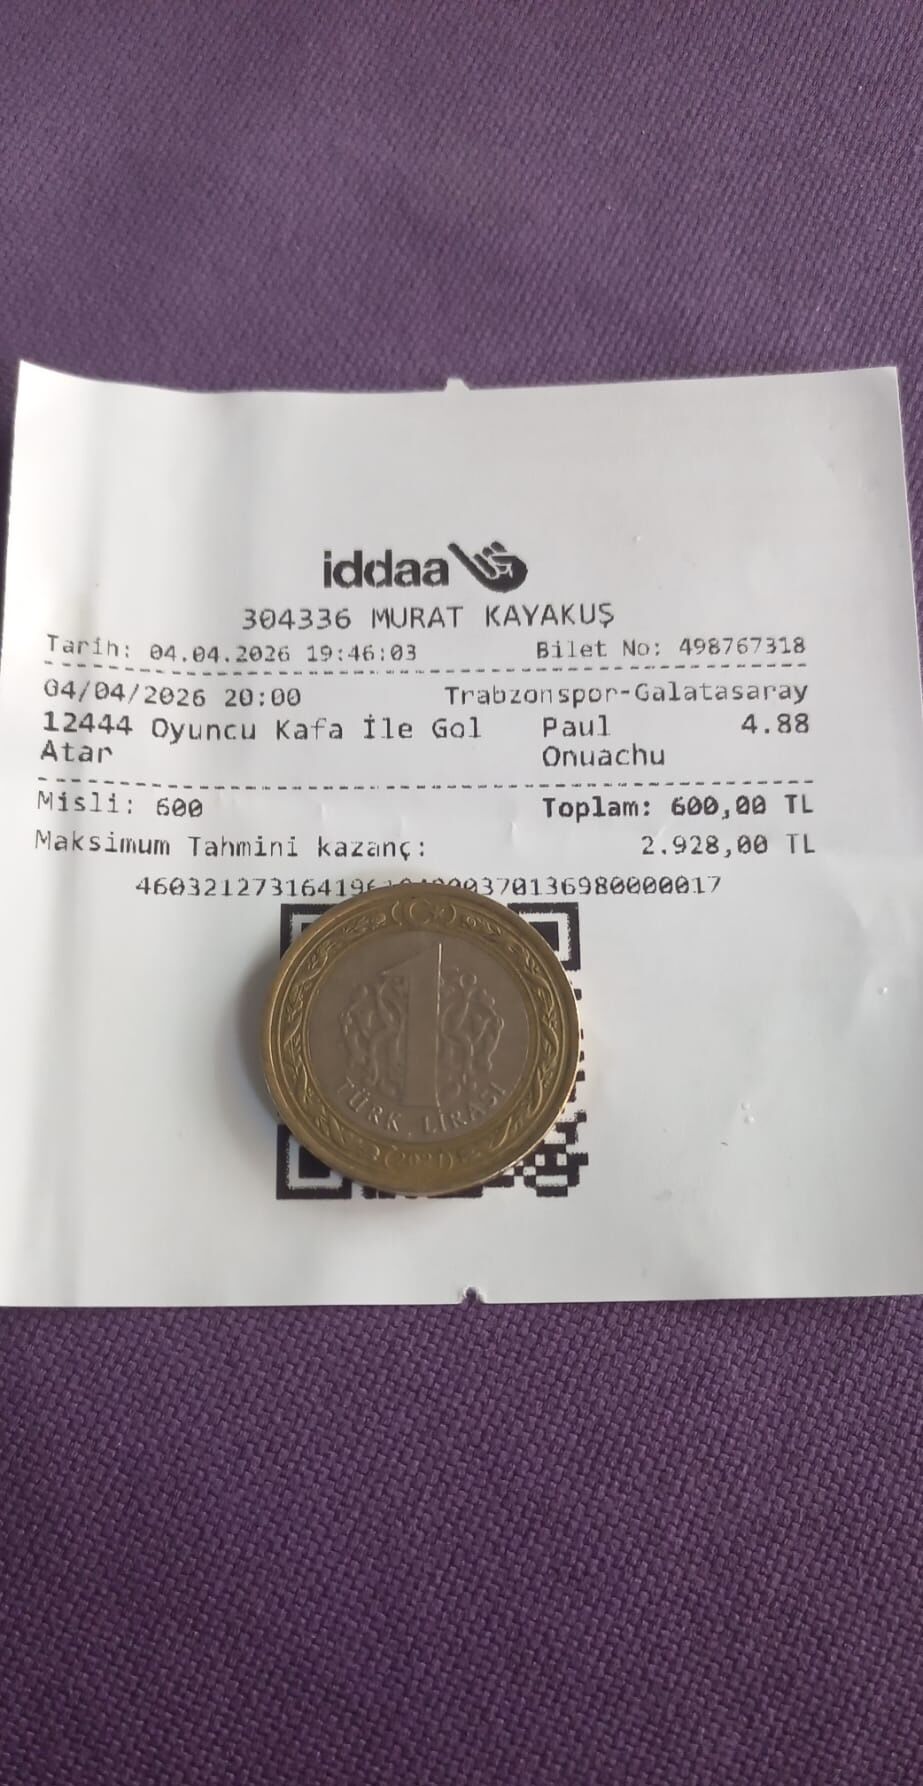 iddaa
304336 MURAT KAYAKUŞ
Tarih: 04.04.2026 19:46:03 Bilet No: 498767318
04/04/2026 20:00 Trabzonspor-Galatasaray
12444 Oyuncu Kafa İle Gol Paul 4.88
Atar Onuachu
Misli: 600 Toplam: 600,00 TL
Maksimum Tahmini kazanç: 2.928,00 TL
1
TÜRK LİRASI